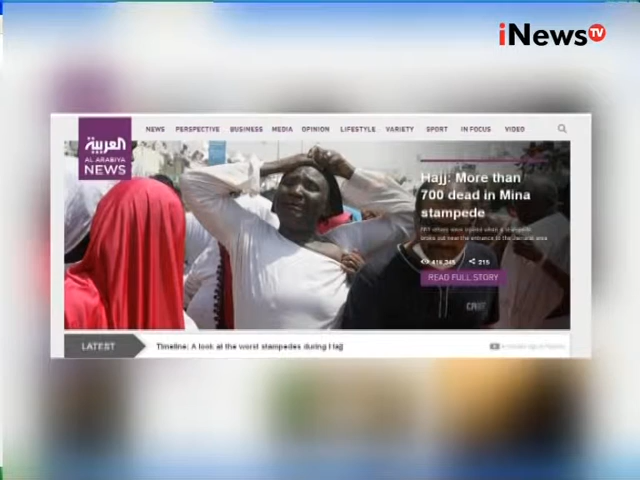 iNews TV
العربية
AL ARABIYA
NEWS
NEWS PERSPECTIVE BUSINESS MEDIA OPINION LIFESTYLE VARIETY SPORT IN FOCUS VIDEO
Hajj: More than
700 dead in Mina
stampede
215
READ FULL STORY
LATEST
Timeline: A look at the worst stampedes during Hajj